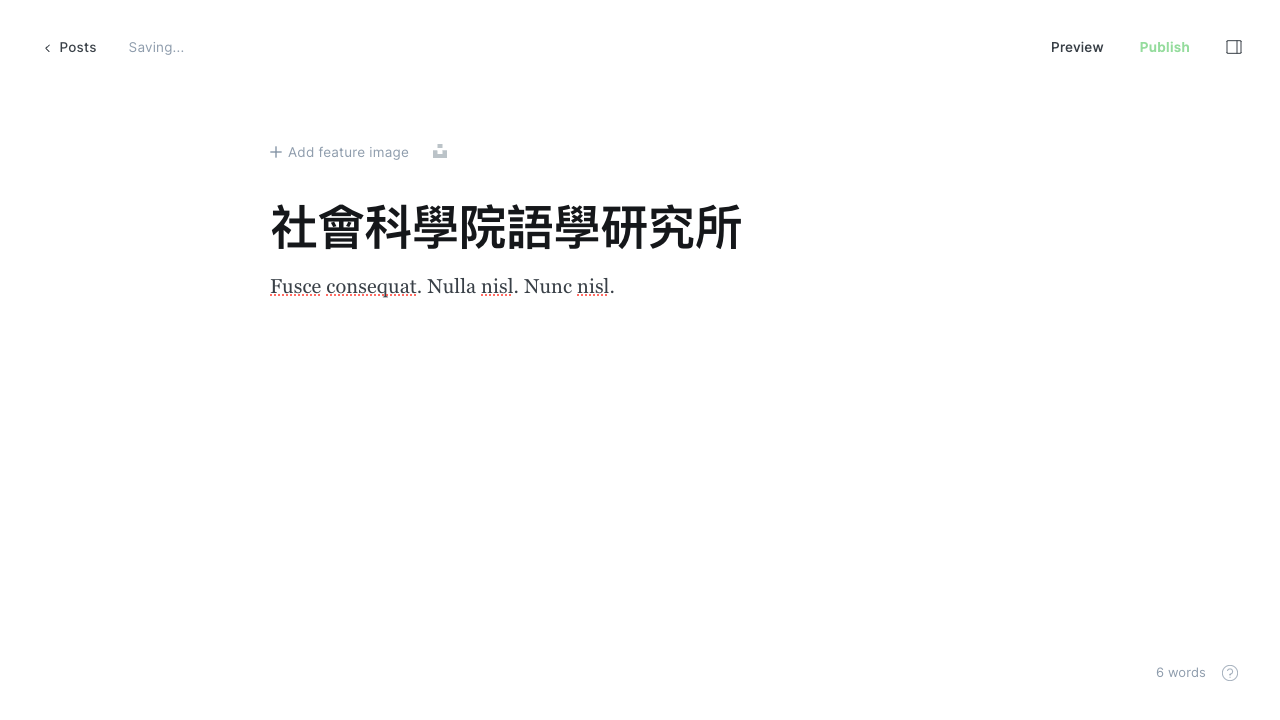 Posts
Saving...
Preview
Publish
Add feature image
社會科學院語學研究所
Fusce consequat. Nulla nisl. Nunc nisl.
6 words